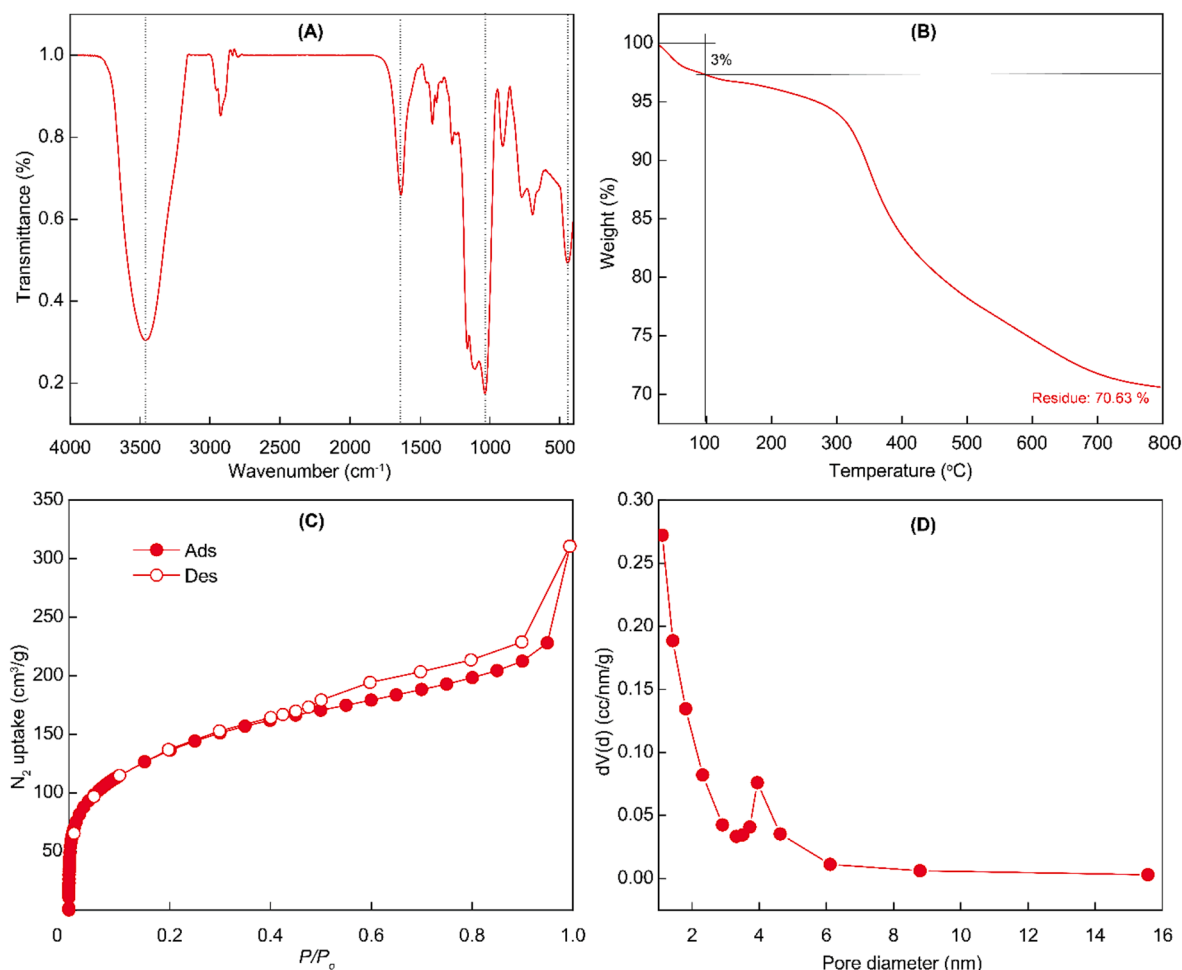 (A)
1.0
0.8
0.6
0.4
0.2
Transmittance (%)
4000 3500 3000 2500 2000 1500 1000 500
Wavenumber (cm⁻¹)
(B)
3%
100
95
90
85
80
75
70
Weight (%)
Residue: 70.63 %
100 200 300 400 500 600 700 800
Temperature (°C)
(C)
Ads
Des
350
300
250
200
150
100
50
N₂ uptake (cm³/g)
0 0.2 0.4 0.6 0.8 1.0
P/Pₒ
(D)
0.30
0.25
0.20
0.15
0.10
0.05
0.00
dV(d) (cc/nm/g)
2 4 6 8 10 12 14 16
Pore diameter (nm)